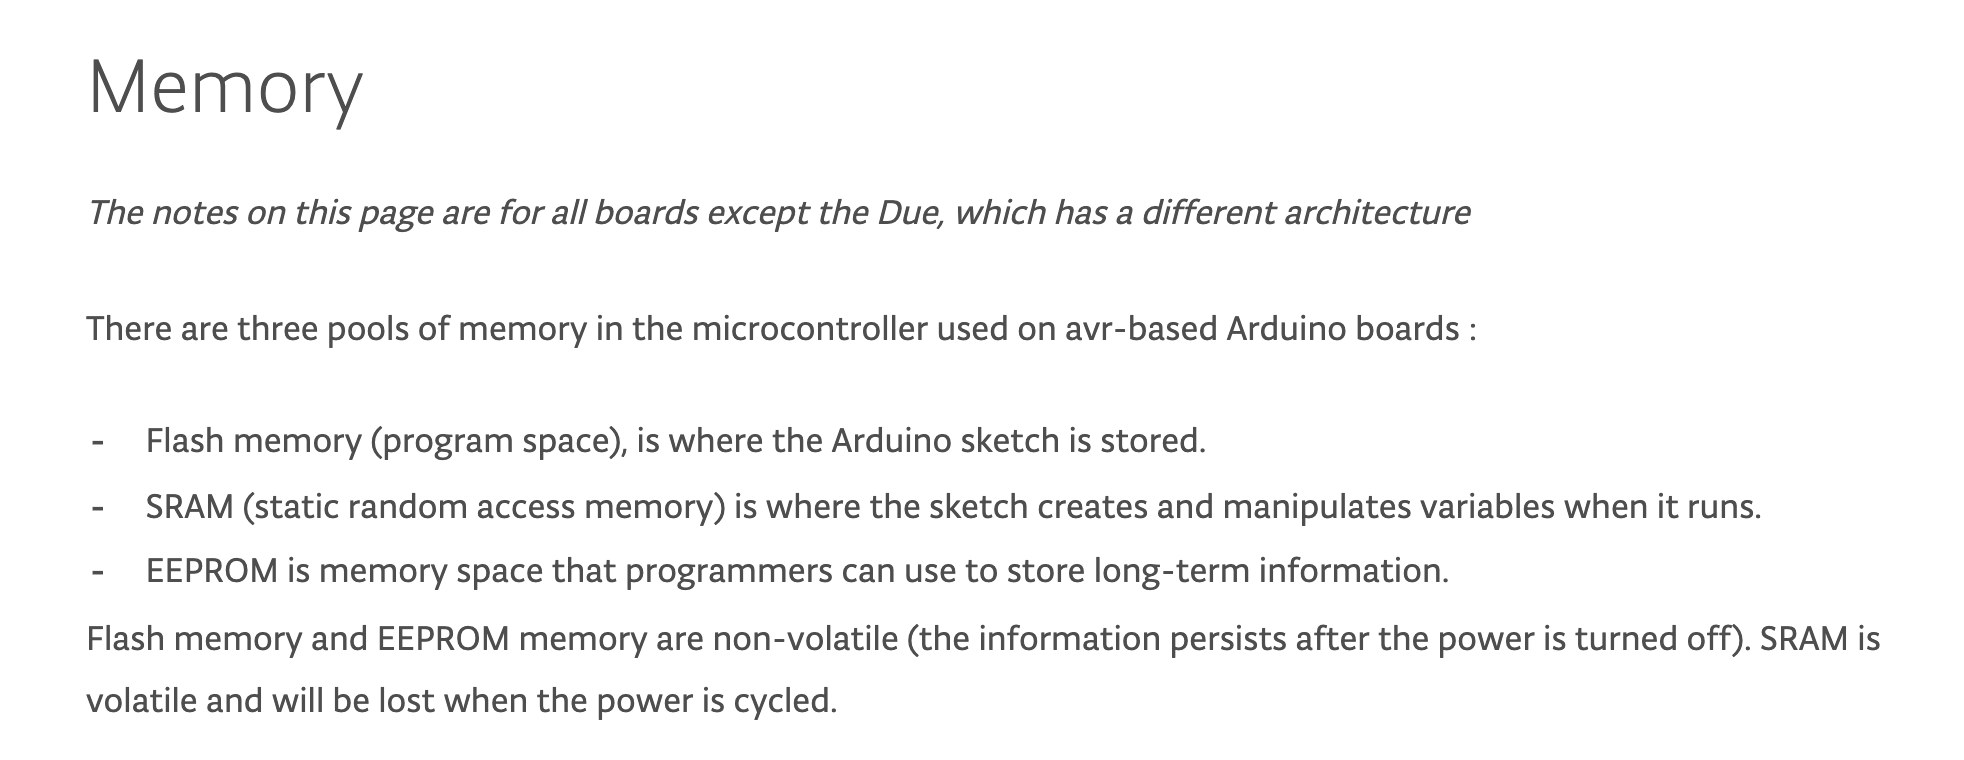 Memory
The notes on this page are for all boards except the Due, which has a different architecture
There are three pools of memory in the microcontroller used on avr-based Arduino boards :
- Flash memory (program space), is where the Arduino sketch is stored.
- SRAM (static random access memory) is where the sketch creates and manipulates variables when it runs.
- EEPROM is memory space that programmers can use to store long-term information.
Flash memory and EEPROM memory are non-volatile (the information persists after the power is turned off). SRAM is
volatile and will be lost when the power is cycled.